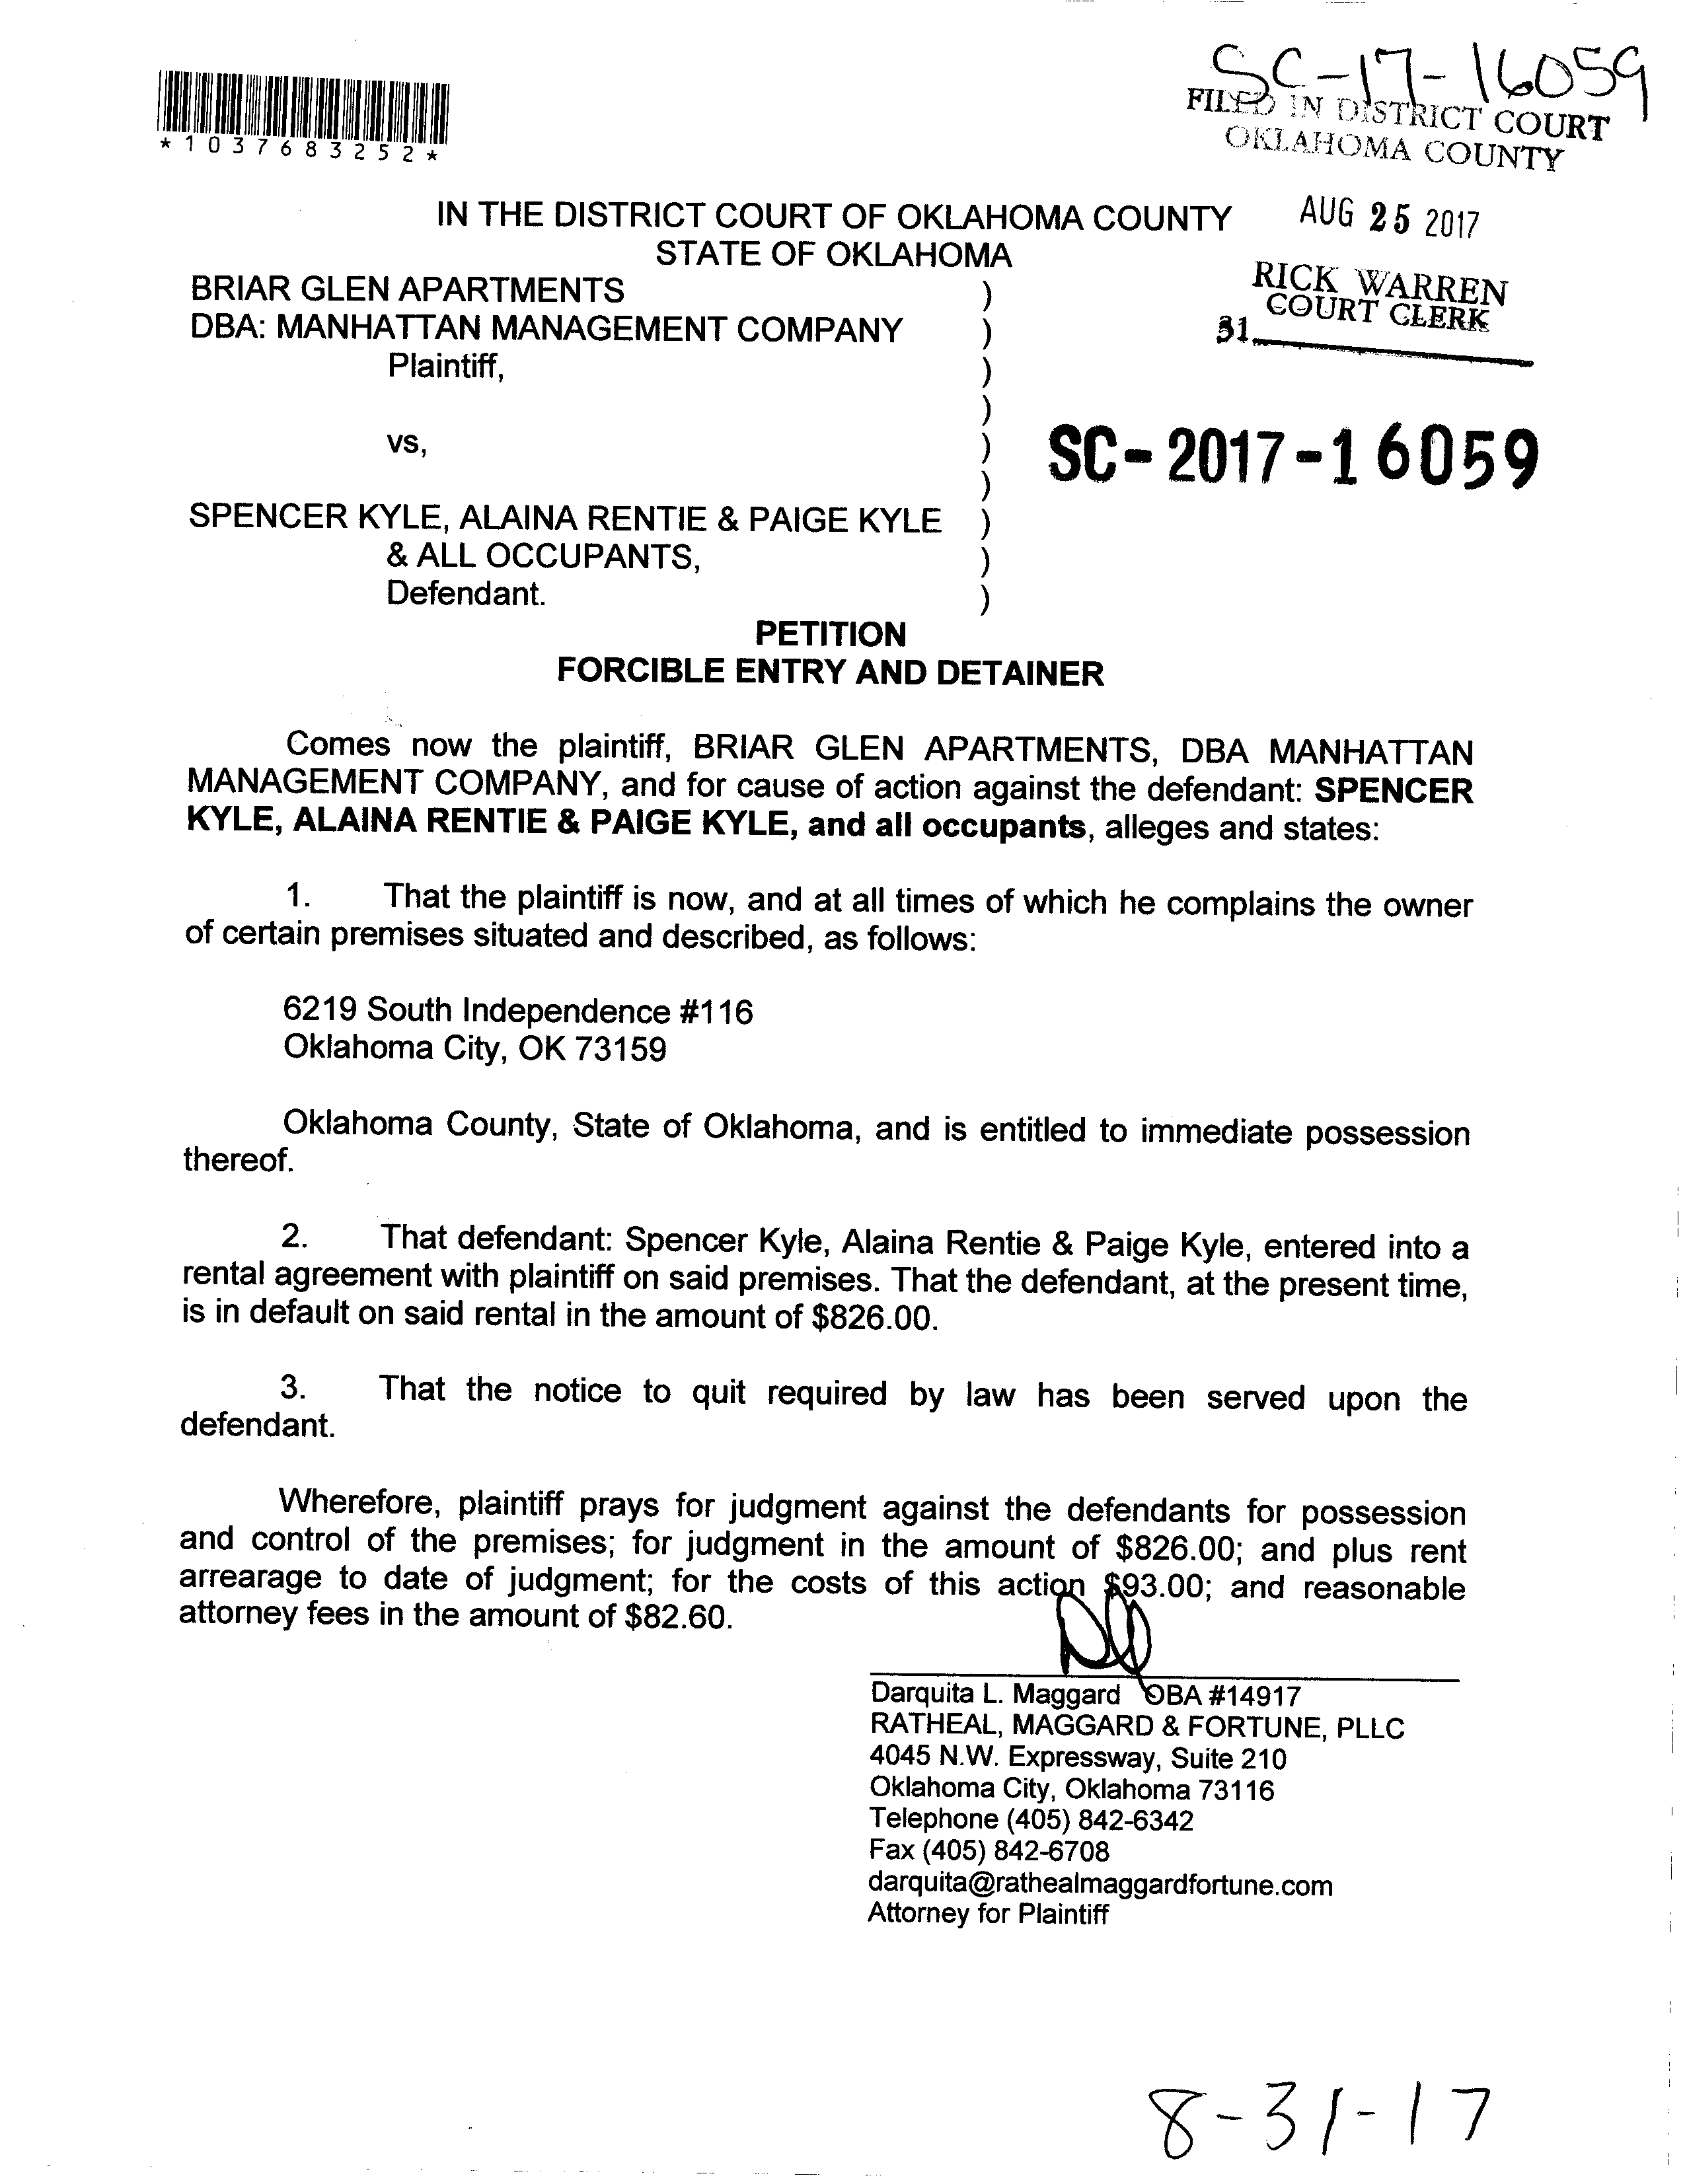 SC-17-16059
*1037683252*
FILED IN DISTRICT COURT
OKLAHOMA COUNTY
AUG 25 2017
RICK WARREN
COURT CLERK
31
IN THE DISTRICT COURT OF OKLAHOMA COUNTY
STATE OF OKLAHOMA
BRIAR GLEN APARTMENTS )
DBA: MANHATTAN MANAGEMENT COMPANY )
Plaintiff, )
)
vs, )
)
SC-2017-16059
SPENCER KYLE, ALAINA RENTIE & PAIGE KYLE )
& ALL OCCUPANTS, )
Defendant. )
PETITION
FORCIBLE ENTRY AND DETAINER
Comes now the plaintiff, BRIAR GLEN APARTMENTS, DBA MANHATTAN
MANAGEMENT COMPANY, and for cause of action against the defendant: SPENCER
KYLE, ALAINA RENTIE & PAIGE KYLE, and all occupants, alleges and states:
1. That the plaintiff is now, and at all times of which he complains the owner
of certain premises situated and described, as follows:
6219 South Independence #116
Oklahoma City, OK 73159
Oklahoma County, State of Oklahoma, and is entitled to immediate possession
thereof.
2. That defendant: Spencer Kyle, Alaina Rentie & Paige Kyle, entered into a
rental agreement with plaintiff on said premises. That the defendant, at the present time,
is in default on said rental in the amount of $826.00.
3. That the notice to quit required by law has been served upon the
defendant.
Wherefore, plaintiff prays for judgment against the defendants for possession
and control of the premises; for judgment in the amount of $826.00; and plus rent
arrearage to date of judgment; for the costs of this action $93.00; and reasonable
attorney fees in the amount of $82.60.
Darquita L. Maggard OBA #14917
RATHEAL, MAGGARD & FORTUNE, PLLC
4045 N.W. Expressway, Suite 210
Oklahoma City, Oklahoma 73116
Telephone (405) 842-6342
Fax (405) 842-6708
darquita@rathealmaggardfortune.com
Attorney for Plaintiff
8-31-17